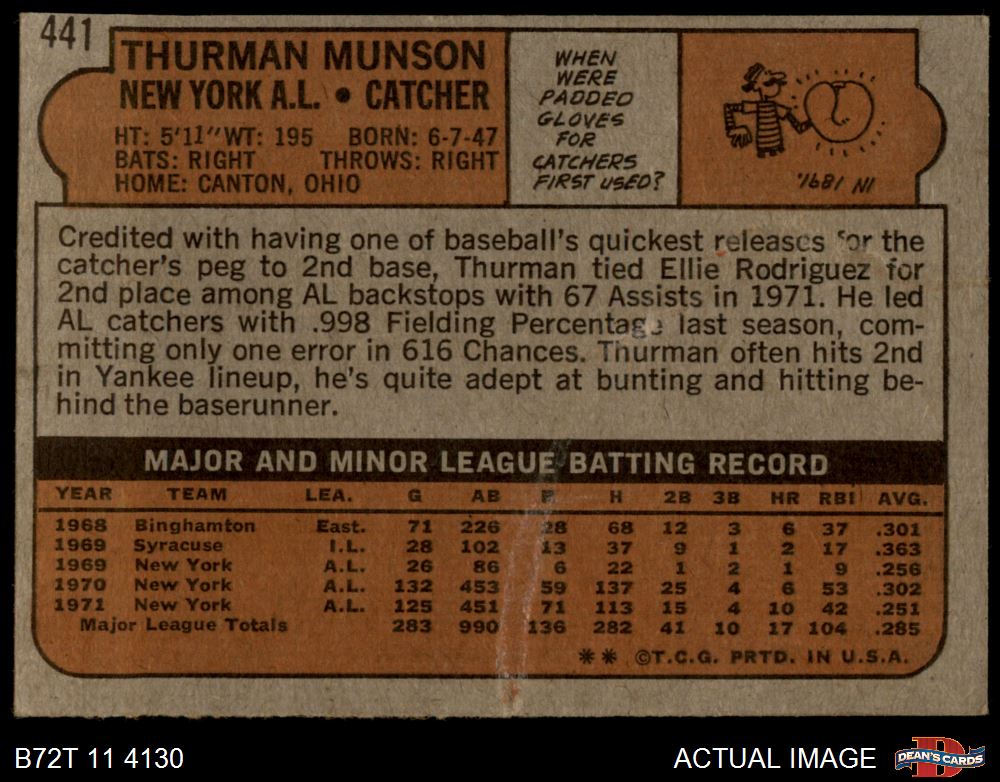 441
THURMAN MUNSON
NEW YORK A.L. • CATCHER
HT: 5'11" WT: 195 BORN: 6-7-47
BATS: RIGHT THROWS: RIGHT
HOME: CANTON, OHIO
WHEN
WERE
PADDED
GLOVES
FOR
CATCHERS
FIRST USED?
IN 1891.
Credited with having one of baseball's quickest releases for the
catcher's peg to 2nd base, Thurman tied Ellie Rodriguez for
2nd place among AL backstops with 67 Assists in 1971. He led
AL catchers with .998 Fielding Percentage last season, com-
mitting only one error in 616 Chances. Thurman often hits 2nd
in Yankee lineup, he's quite adept at bunting and hitting be-
hind the baserunner.
MAJOR AND MINOR LEAGUE BATTING RECORD
YEAR TEAM LEA. G AB R H 2B 3B HR RBI AVG.
1968 Binghamton East. 71 226 28 68 12 3 6 37 .301
1969 Syracuse I.L. 28 102 13 37 9 1 2 17 .363
1969 New York A.L. 26 86 6 22 1 2 1 9 .256
1970 New York A.L. 132 453 59 137 25 4 6 53 .302
1971 New York A.L. 125 451 71 113 15 4 10 42 .251
Major League Totals 283 990 136 282 41 10 17 104 .285
** ©T.C.G. PRTD. IN U.S.A.
B72T 11 4130
ACTUAL IMAGE
D
DEAN'S CARDS